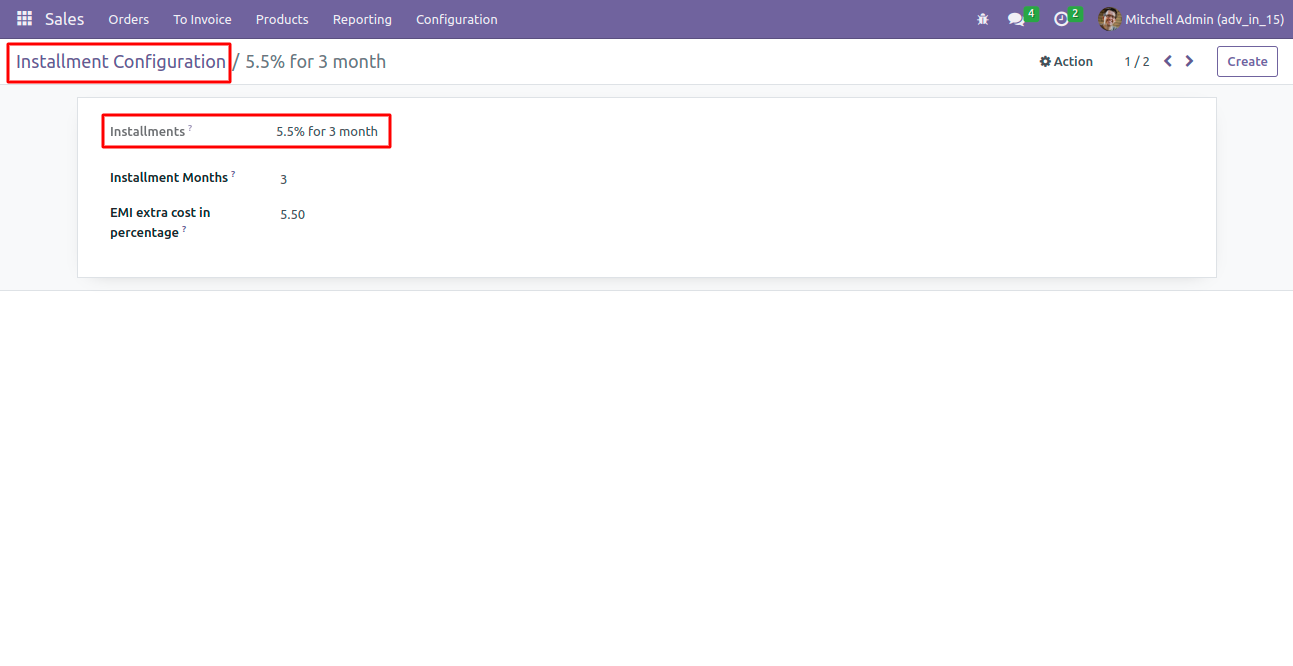 Sales Orders To Invoice Products Reporting Configuration 4 2 Mitchell Admin (adv_in_15)
Installment Configuration / 5.5% for 3 month Action 1 / 2 Create
Installments ? 5.5% for 3 month
Installment Months ? 3
EMI extra cost in 5.50
percentage ?